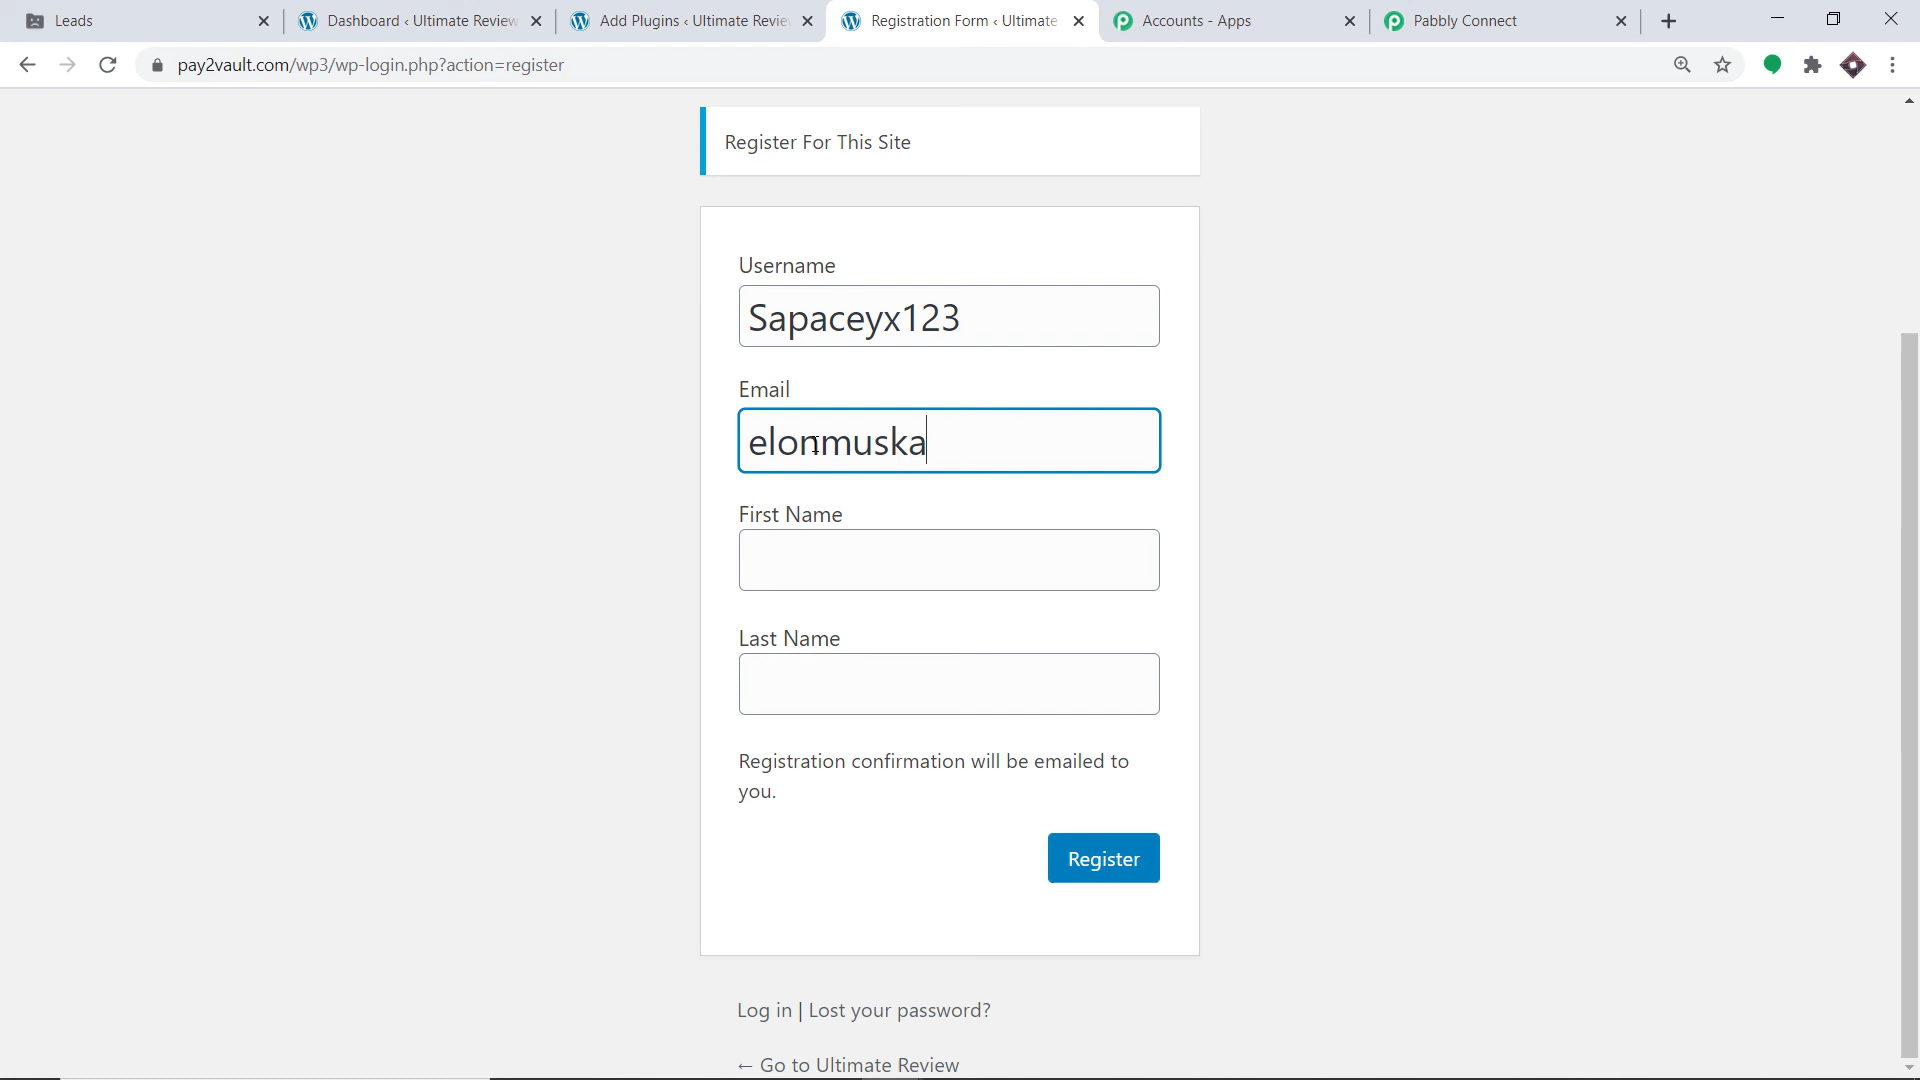 Leads
Dashboard ‹ Ultimate Review
Add Plugins ‹ Ultimate Revie
Registration Form ‹ Ultimate
Accounts - Apps
Pabbly Connect
pay2vault.com/wp3/wp-login.php?action=register
Register For This Site
Username
Sapaceyx123
Email
elonmuska
First Name
Last Name
Registration confirmation will be emailed to
you.
Register
Log in | Lost your password?
← Go to Ultimate Review